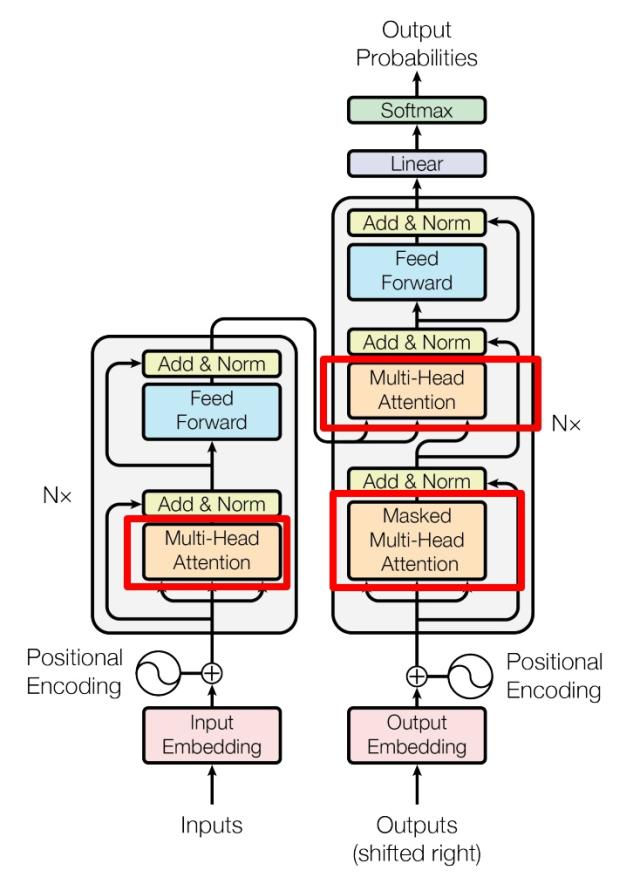 Output
Probabilities
Softmax
Linear
Add & Norm
Feed
Forward
Add & Norm
Multi-Head
Attention
Add & Norm
Masked
Multi-Head
Attention
Nx
Add & Norm
Feed
Forward
Add & Norm
Multi-Head
Attention
Nx
Positional
Encoding
Positional
Encoding
Input
Embedding
Output
Embedding
Inputs
Outputs
(shifted right)